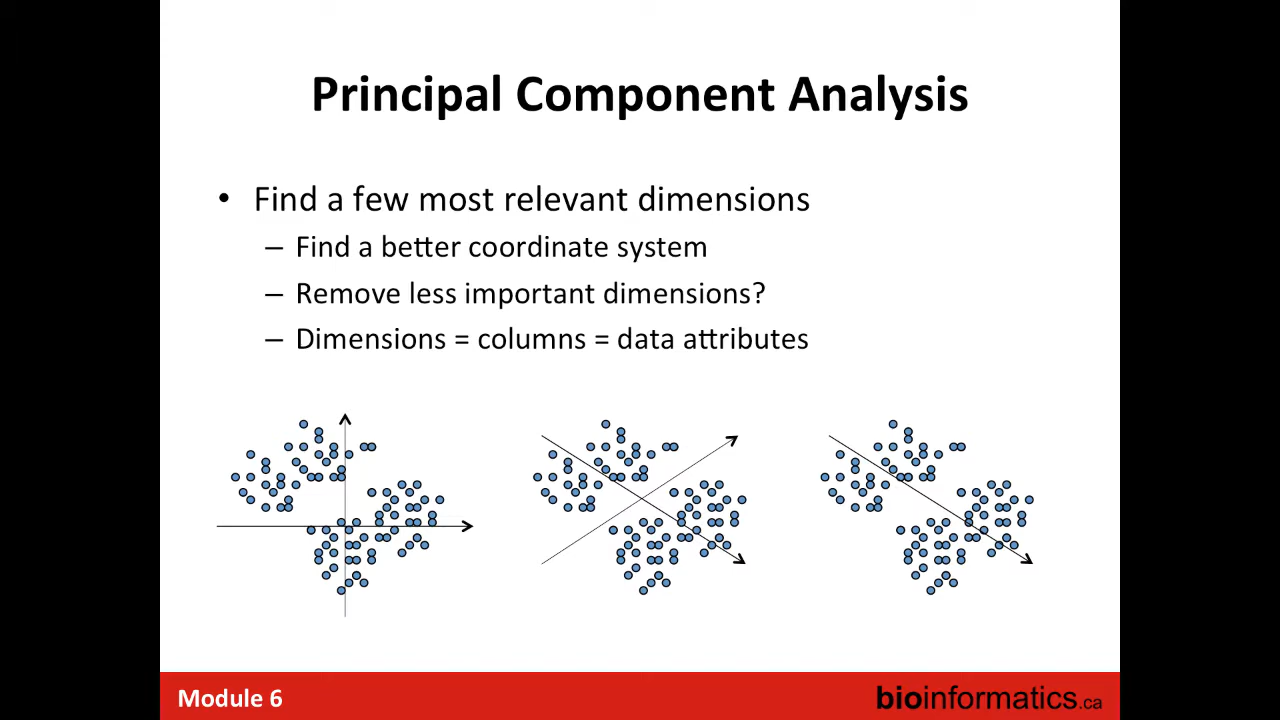 Principal Component Analysis
• Find a few most relevant dimensions
– Find a better coordinate system
– Remove less important dimensions?
– Dimensions = columns = data attributes
Module 6
bioinformatics.ca